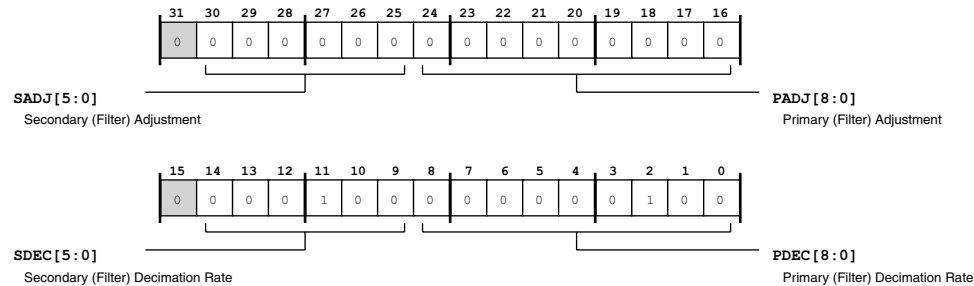 31 30 29 28 27 26 25 24 23 22 21 20 19 18 17 16
0 0 0 0 0 0 0 0 0 0 0 0 0 0 0 0
SADJ[5:0] PADJ[8:0]
Secondary (Filter) Adjustment Primary (Filter) Adjustment
15 14 13 12 11 10 9 8 7 6 5 4 3 2 1 0
0 0 0 0 1 0 0 0 0 0 0 0 0 1 0 0
SDEC[5:0] PDEC[8:0]
Secondary (Filter) Decimation Rate Primary (Filter) Decimation Rate